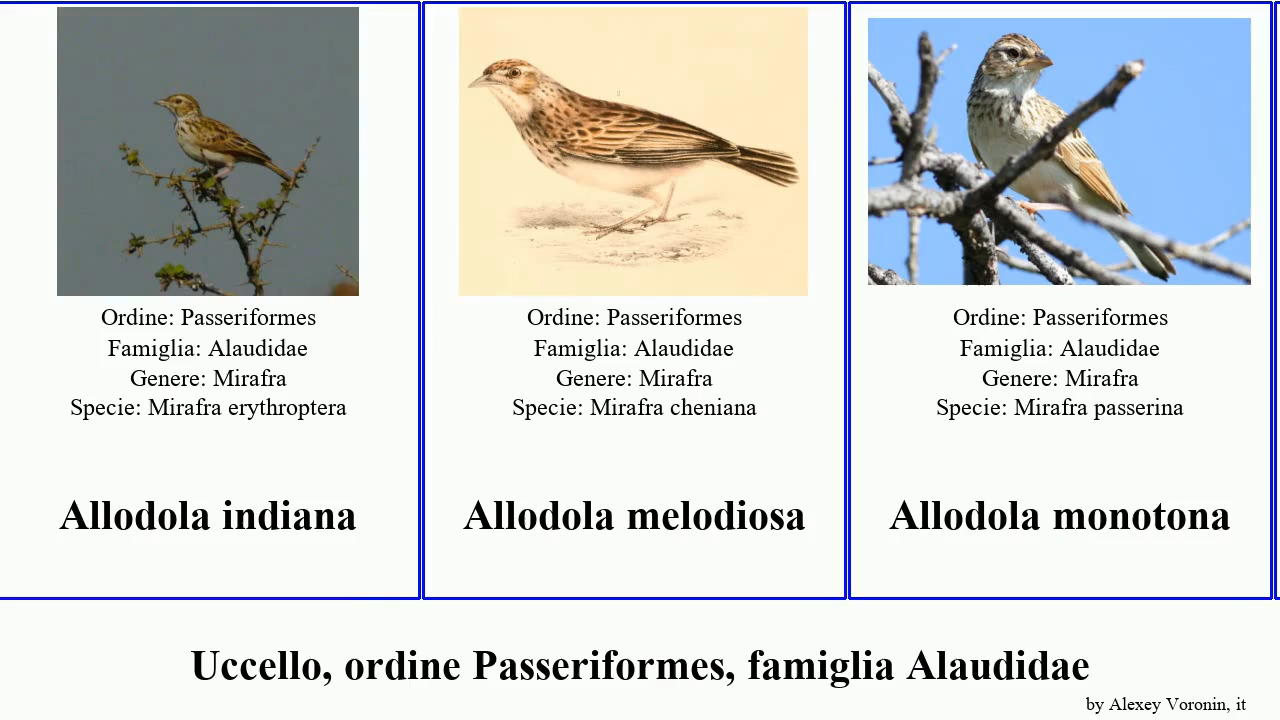 Ordine: Passeriformes
Famiglia: Alaudidae
Genere: Mirafra
Specie: Mirafra erythroptera
Allodola indiana
Ordine: Passeriformes
Famiglia: Alaudidae
Genere: Mirafra
Specie: Mirafra cheniana
Allodola melodiosa
Ordine: Passeriformes
Famiglia: Alaudidae
Genere: Mirafra
Specie: Mirafra passerina
Allodola monotona
Uccello, ordine Passeriformes, famiglia Alaudidae
by Alexey Voronin, it